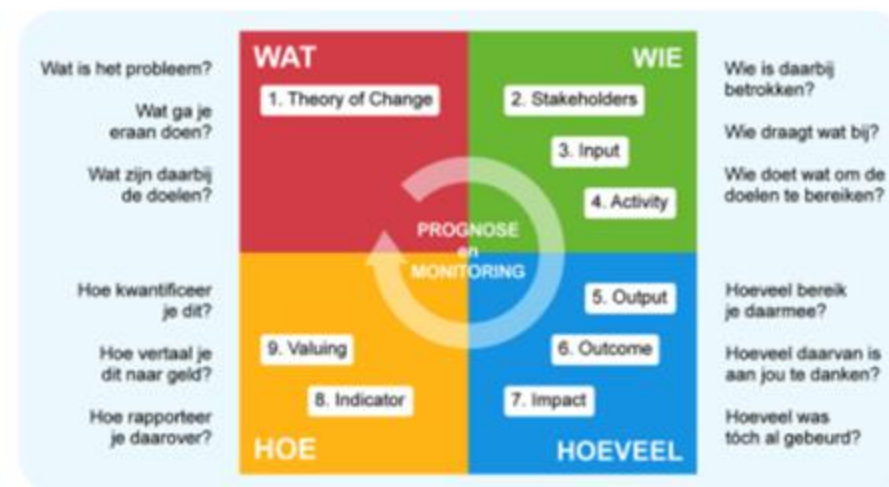 WAT
Wat is het probleem?
Wat ga je
eraan doen?
Wat zijn daarbij
de doelen?
1. Theory of Change
WIE
2. Stakeholders
3. Input
4. Activity
Wie is daarbij
betrokken?
Wie draagt wat bij?
Wie doet wat om de
doelen te bereiken?
PROGNOSE
en
MONITORING
5. Output
6. Outcome
7. Impact
HOEVEEL
Hoeveel bereik
je daarmee?
Hoeveel daarvan is
aan jou te danken?
Hoeveel was
tóch al gebeurd?
Hoe kwantificeer
je dit?
Hoe vertaal je
dit naar geld?
Hoe rapporteer
je daarover?
9. Valuing
8. Indicator
HOE